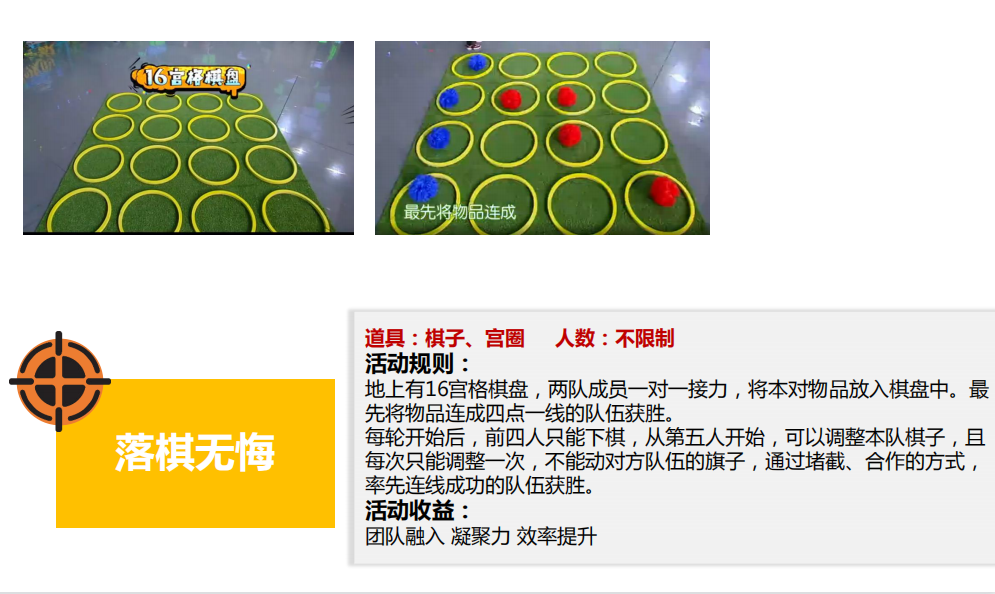 16宫格棋盘
最先将物品连成
落棋无悔
道具：棋子、宫圈 人数：不限制
活动规则：
地上有16宫格棋盘，两队成员一对一接力，将本对物品放入棋盘中。最
先将物品连成四点一线的队伍获胜。
每轮开始后，前四人只能下棋，从第五人开始，可以调整本队棋子，且
每次只能调整一次，不能动对方队伍的旗子，通过堵截、合作的方式，
率先连线成功的队伍获胜。
活动收益：
团队融入 凝聚力 效率提升